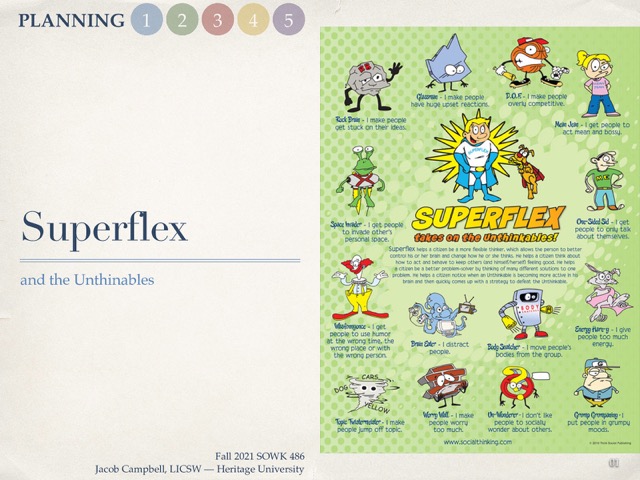 PLANNING 1 2 3 4 5
Superflex
and the Unthinables
Fall 2021 SOWK 486
Jacob Campbell, LICSW — Heritage University
Rock Brain - I make people
get stuck on their ideas.
Glassman - I make people
have huge upset reactions.
D.O.F. - I make people
overly competitive.
Mean Jean - I get people to
act mean and bossy.
Space Invader - I get people
to invade other's
personal space.
SUPERFLEX
SUPERFLEX
takes on the Unthinkables!
ME
One-Sided Sid - I get
people to only talk
about themselves.
Superflex helps a citizen be a more flexible thinker, which allows the person to better
control his or her brain and change how he or she thinks. He helps a citizen think about
how to act and behave to keep others (and himself/herself) feeling good. He helps
a citizen be a better problem-solver by thinking of many different solutions to one
problem. He helps a citizen notice when an Unthinkable is becoming more active in his
brain and then quickly comes up with a strategy to defeat the Unthinkable.
WasFunnyOnce - I get
people to use humor
at the wrong time, the
wrong place or with
the wrong person.
Brain Eater - I distract
people.
BODY
SNATCHER
Body Snatcher - I move people's
bodies from the group.
Energy Hare-y - I give
people too much
energy.
DOG
CARS
YELLOW
Topic Twistermeister - I make
people jump off topic.
Worry Wall - I make
people worry
too much.
Un-Wonderer - I don't like
people to socially
wonder about others.
Grump Grumpaniny - I
put people in grumpy
moods.
www.socialthinking.com